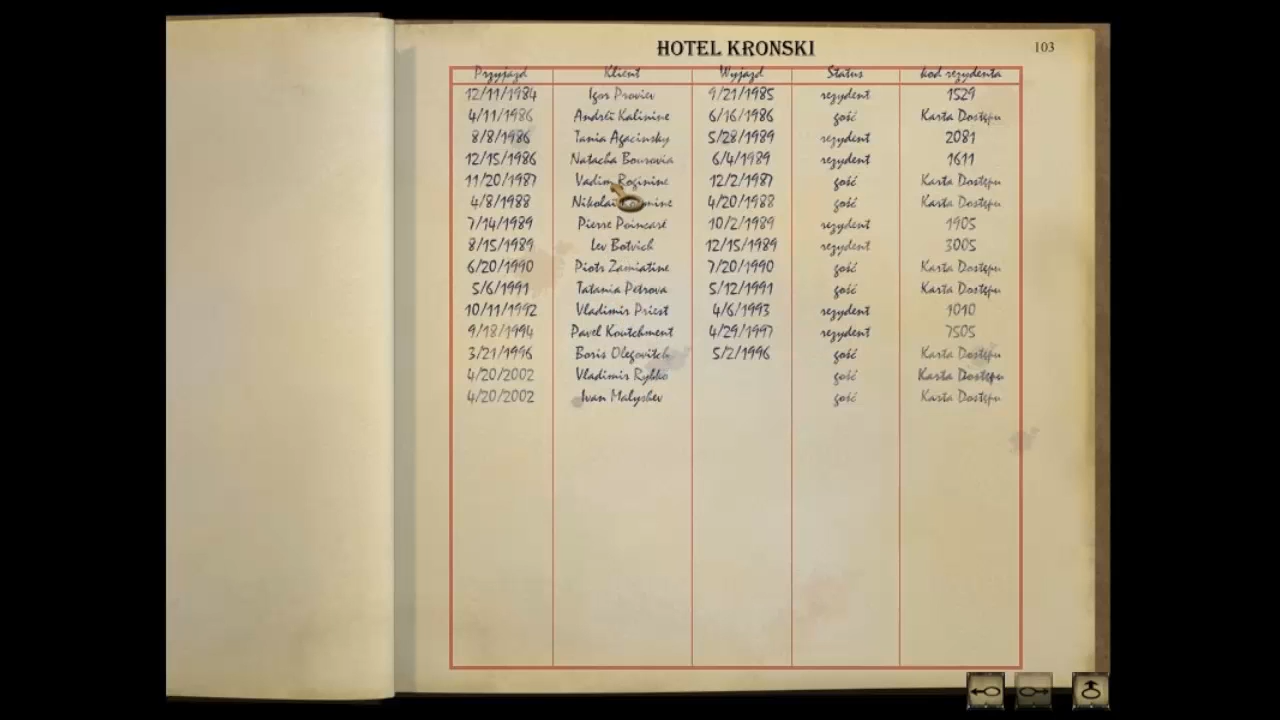 HOTEL KRONSKI
103
Przyjazd Klient Wyjazd Status kod rezydenta
12/11/1984 Igor Proviev 9/21/1985 rezydent 1529
4/11/1986 Andreï Kalinine 6/16/1986 gość Karta Dostępu
8/8/1986 Tania Agacinsky 5/28/1989 rezydent 2081
12/15/1986 Natacha Bourovia 6/4/1989 rezydent 1611
11/20/1987 Vadim Roginine 12/2/1987 gość Karta Dostępu
4/8/1988 Nikolaï 4/20/1988 gość Karta Dostępu
7/14/1989 Pierre Poincaré 10/2/1989 rezydent 1905
8/15/1989 Lev Botvich 12/15/1989 rezydent 3005
6/20/1990 Piotr Zamiatine 7/20/1990 gość Karta Dostępu
5/6/1991 Tatania Petrova 5/12/1991 gość Karta Dostępu
10/11/1992 Vladimir Priest 4/6/1993 rezydent 1010
9/18/1994 Pavel Koutchment 4/29/1997 rezydent 7505
3/21/1996 Boris Olegovitch 5/2/1996 gość Karta Dostępu
4/20/2002 Vladimir Rybko gość Karta Dostępu
4/20/2002 Ivan Malyshev gość Karta Dostępu